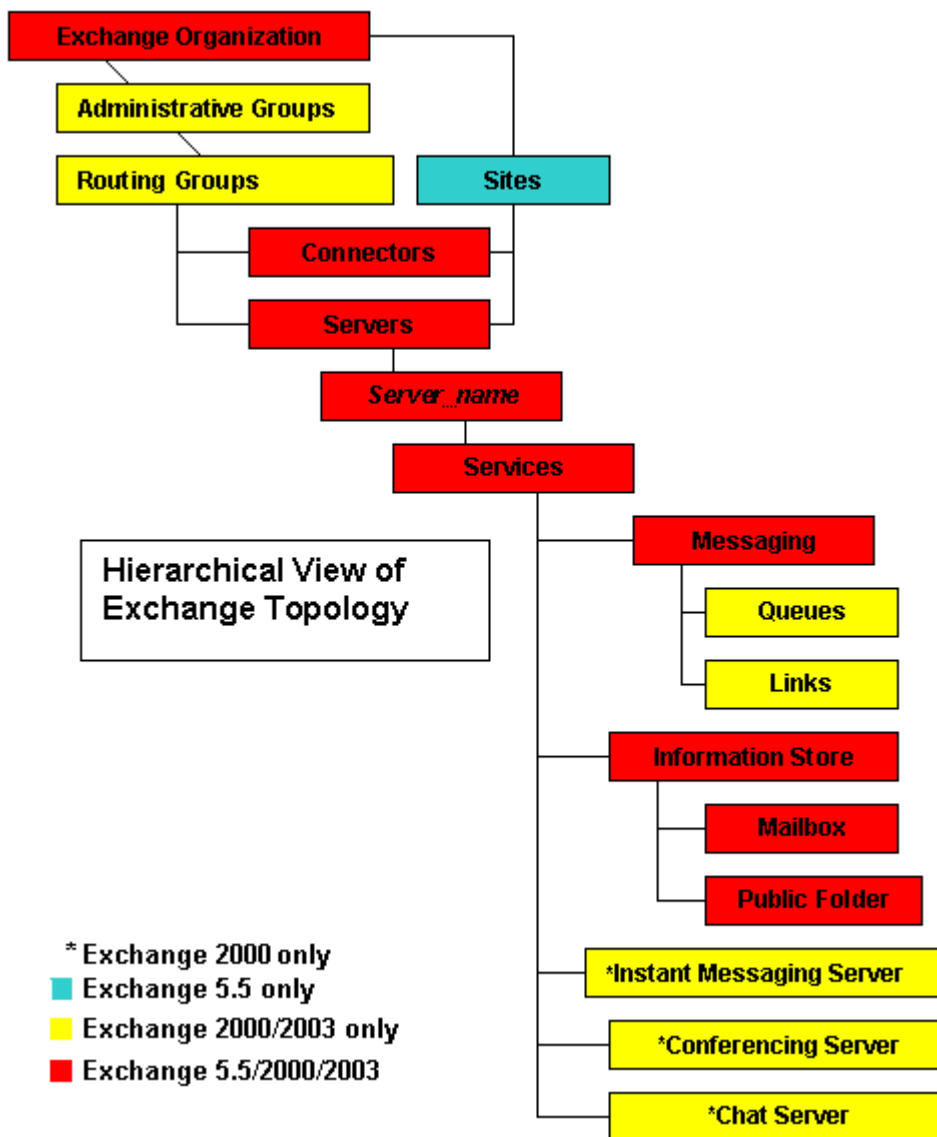 Exchange Organization
Administrative Groups
Routing Groups
Sites
Connectors
Servers
Server_name
Services
Messaging
Queues
Links
Information Store
Mailbox
Public Folder
*Instant Messaging Server
*Conferencing Server
*Chat Server
Hierarchical View of
Exchange Topology
* Exchange 2000 only
Exchange 5.5 only
Exchange 2000/2003 only
Exchange 5.5/2000/2003